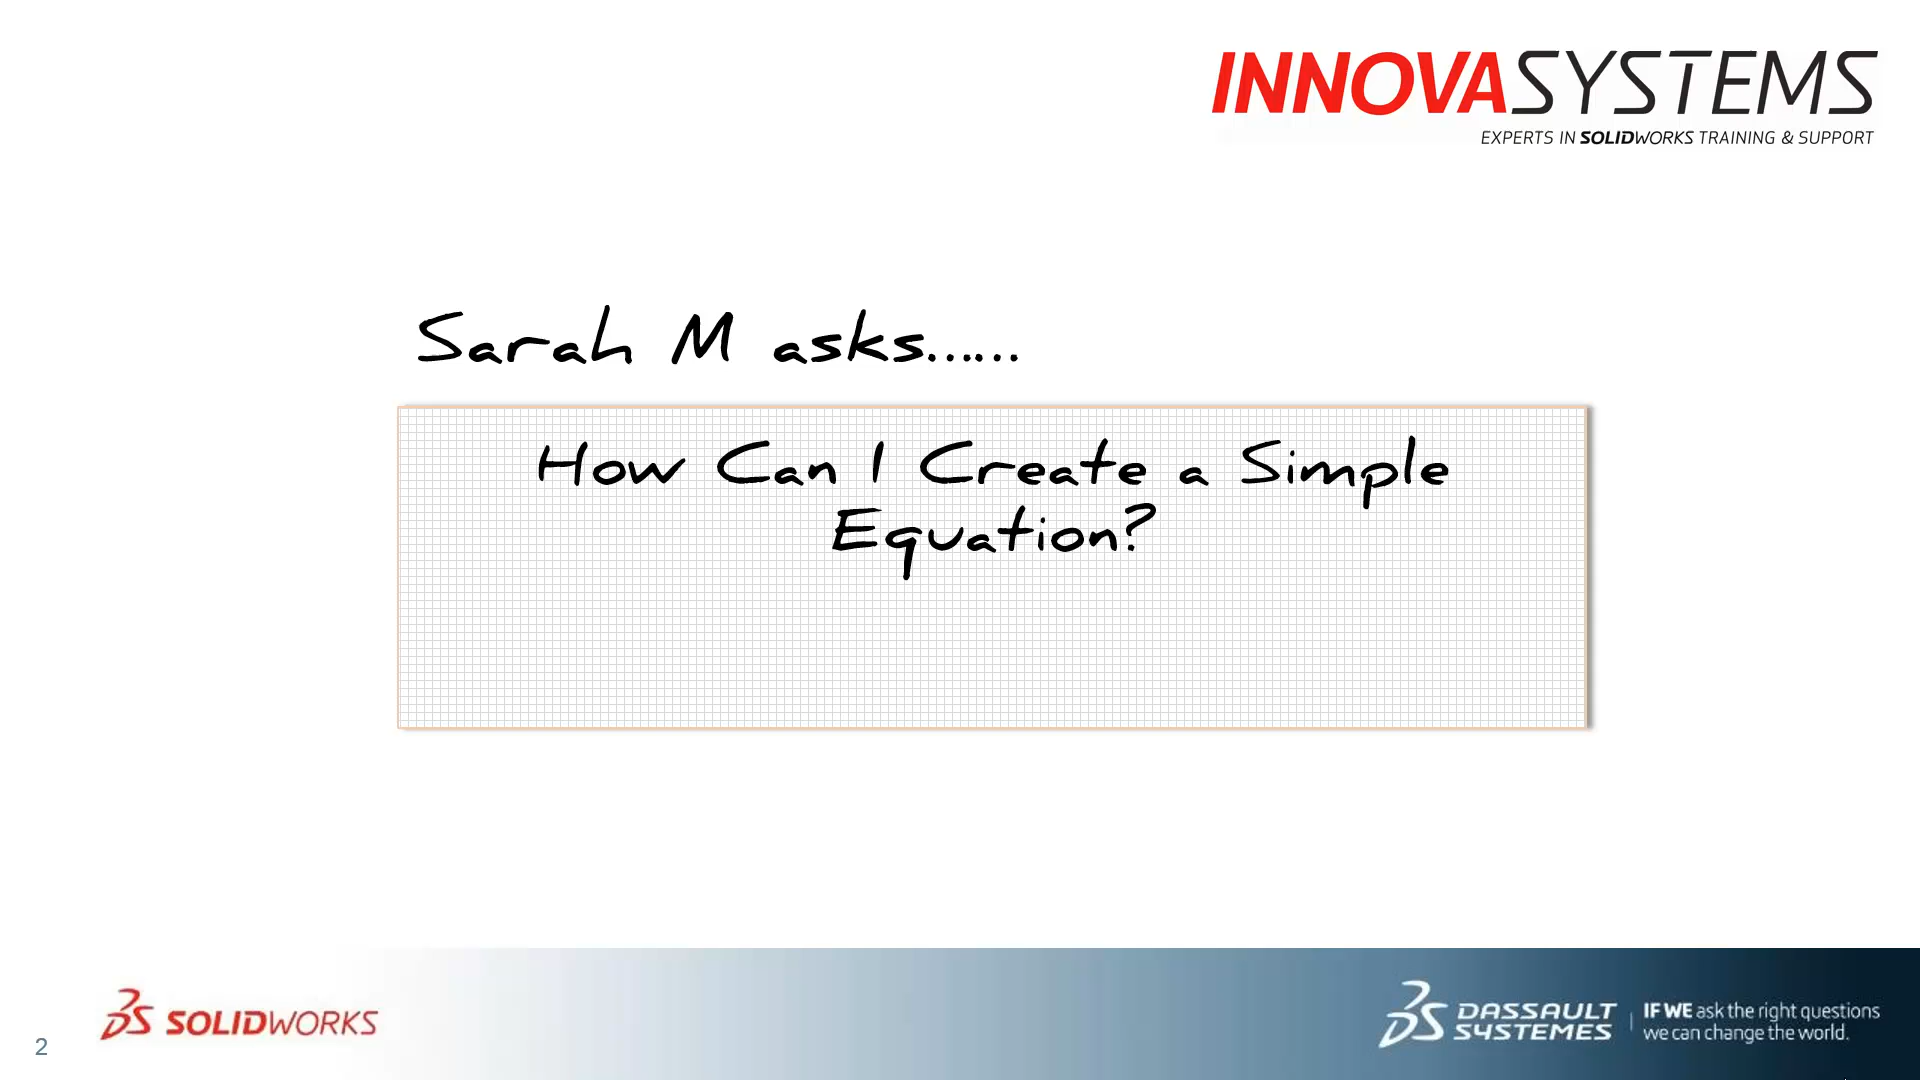 INNOVASYSTEMS
EXPERTS IN SOLIDWORKS TRAINING & SUPPORT
Sarah M asks......
How Can I Create a Simple
Equation?
2
SOLIDWORKS
DASSAULT
SYSTEMES
IF WE ask the right questions
we can change the world.